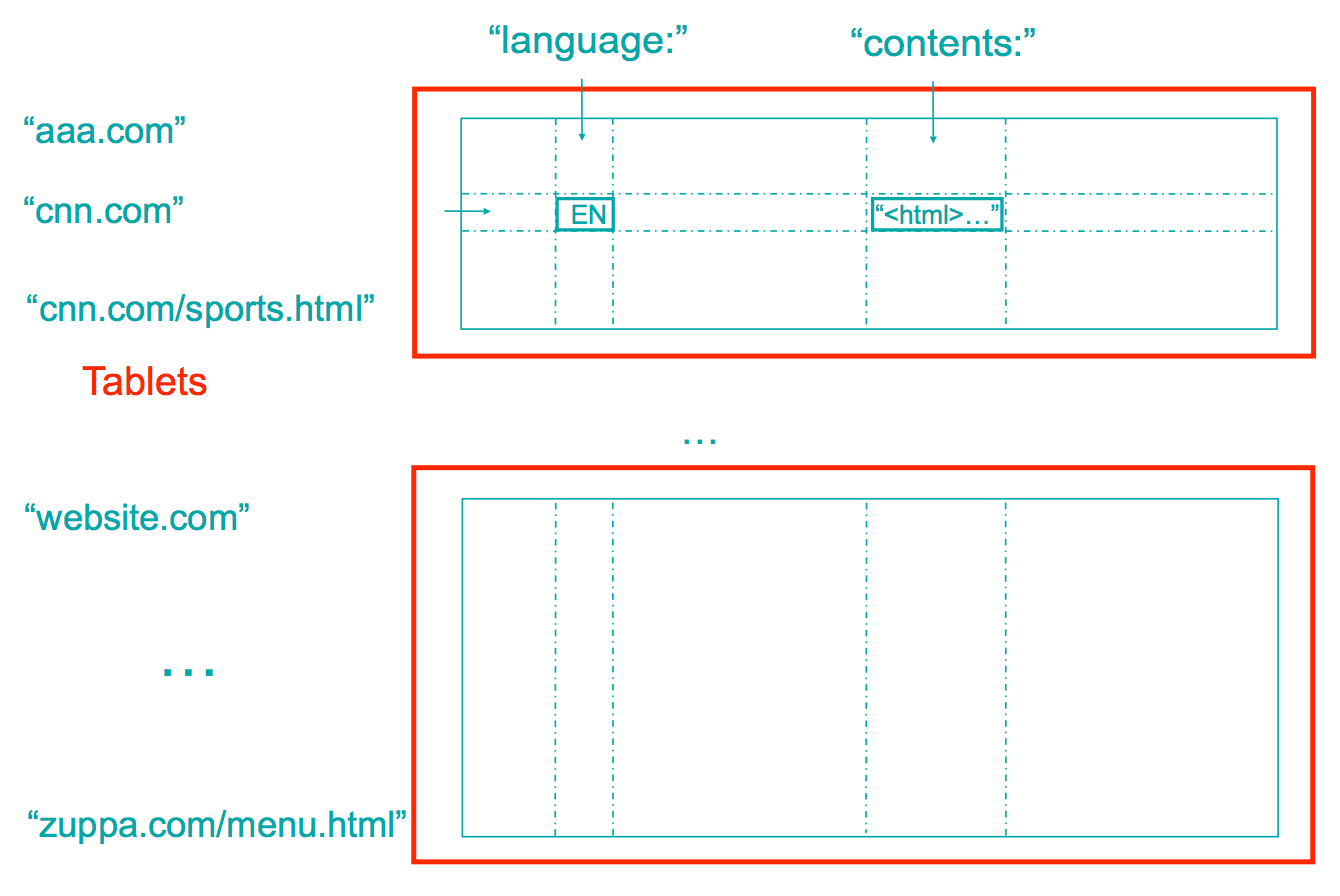 “language:”
“contents:”
“aaa.com”
“cnn.com”
EN
“<html>…”
“cnn.com/sports.html”
Tablets
…
“website.com”
…
“zuppa.com/menu.html”